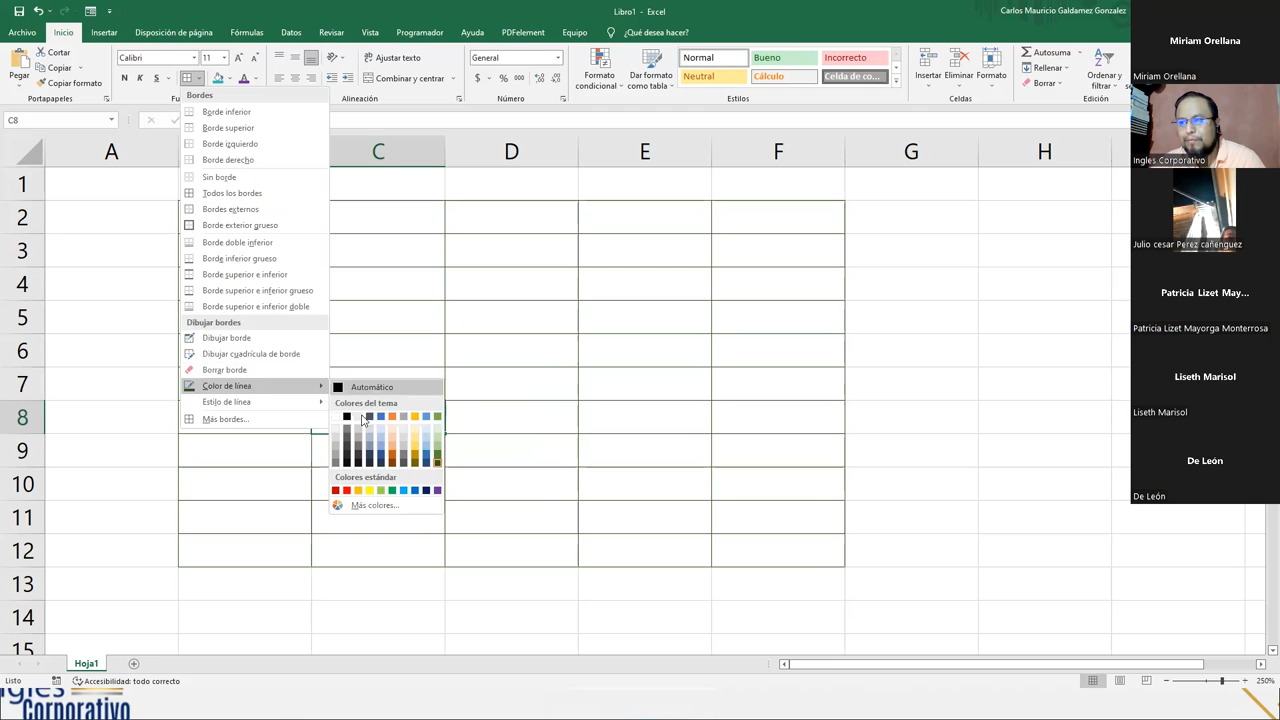 Libro1 - Excel
Carlos Mauricio Galdamez Gonzalez
Archivo
Inicio
Insertar
Disposición de página
Fórmulas
Datos
Revisar
Vista
Programador
Ayuda
PDFelement
Equipo
¿Qué desea hacer?
Pegar
Cortar
Copiar
Copiar formato
Portapapeles
Calibri
11
N K S
Ajustar texto
Combinar y centrar
Alineación
General
Número
Formato condicional
Dar formato como tabla
Normal
Bueno
Incorrecto
Neutral
Cálculo
Celda de co...
Estilos
Insertar
Eliminar
Formato
Celdas
Autosuma
Rellenar
Borrar
Ordenar y filtrar
Edición
C8
Bordes
Borde inferior
Borde superior
Borde izquierdo
Borde derecho
Sin borde
Todos los bordes
Bordes externos
Borde exterior grueso
Borde doble inferior
Borde inferior grueso
Borde superior e inferior
Borde superior e inferior grueso
Borde superior e inferior doble
Dibujar bordes
Dibujar borde
Dibujar cuadrícula de borde
Borrar borde
Color de línea
Estilo de línea
Más bordes...
Automático
Colores del tema
Colores estándar
Más colores...
A C D E F G H
1
2
3
4
5
6
7
8
9
10
11
12
13
14
15
Hoja1
Listo
Accesibilidad: todo correcto
250%
Ingles
Corporativo
Miriam Orellana
Miriam Orellana
Ingles Corporativo
Julio cesar Perez cañenguez
Patricia Lizet May...
Patricia Lizet Mayorga Monterrosa
Liseth Marisol
Liseth Marisol
De León
De León